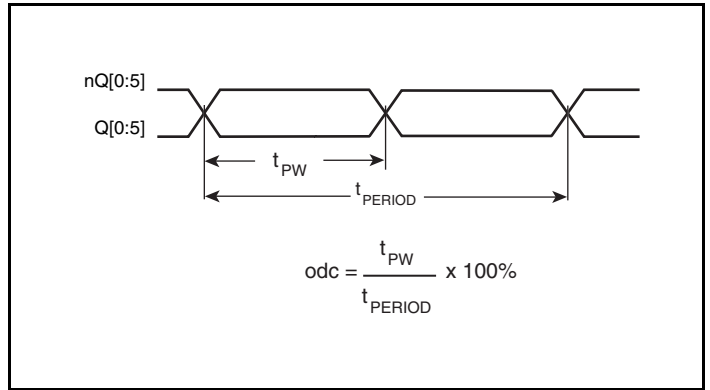 nQ[0:5]
Q[0:5]
tPW
tPERIOD
odc = tPW / tPERIOD x 100%